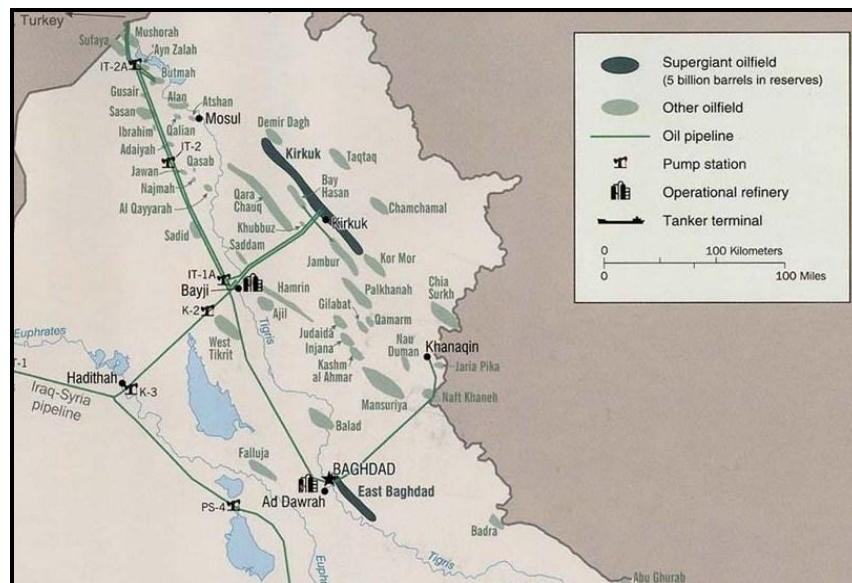 Turkey
Mushorah
Sufaya
Ayn Zalah
IT-2A
Butmah
Gusair
Alan
Atshan
Sasan
Mosul
Ibrahim
Qalian
Adaiyah
IT-2
Demir Dagh
Kirkuk
Taqtaq
Jawan
Qasab
Najmah
Bay
Hasan
Qara
Chauq
Al Qayyarah
Chamchamal
Khubbuz
Kirkuk
Sadid
Saddam
Jambur
Kor Mor
IT-1A
Bayji
Hamrin
Palkhanah
Chia
Surkh
K-2
Ajil
Gilabat
Qamarm
Euphrates
West
Tikrit
Tigris
Judaida
Injana
Nau
Duman
Khanaqin
Kashm
al Ahmar
Jaria Pika
IT-1
Hadithah
K-3
Iraq-Syria
pipeline
Mansuriya
Naft Khaneh
Balad
Falluja
BAGHDAD
Ad Dawrah
East Baghdad
PS-4
Badra
Euph
Tigris
Abu Ghurab
Supergiant oilfield
(5 billion barrels in reserves)
Other oilfield
Oil pipeline
Pump station
Operational refinery
Tanker terminal
0 100 Kilometers
0 100 Miles